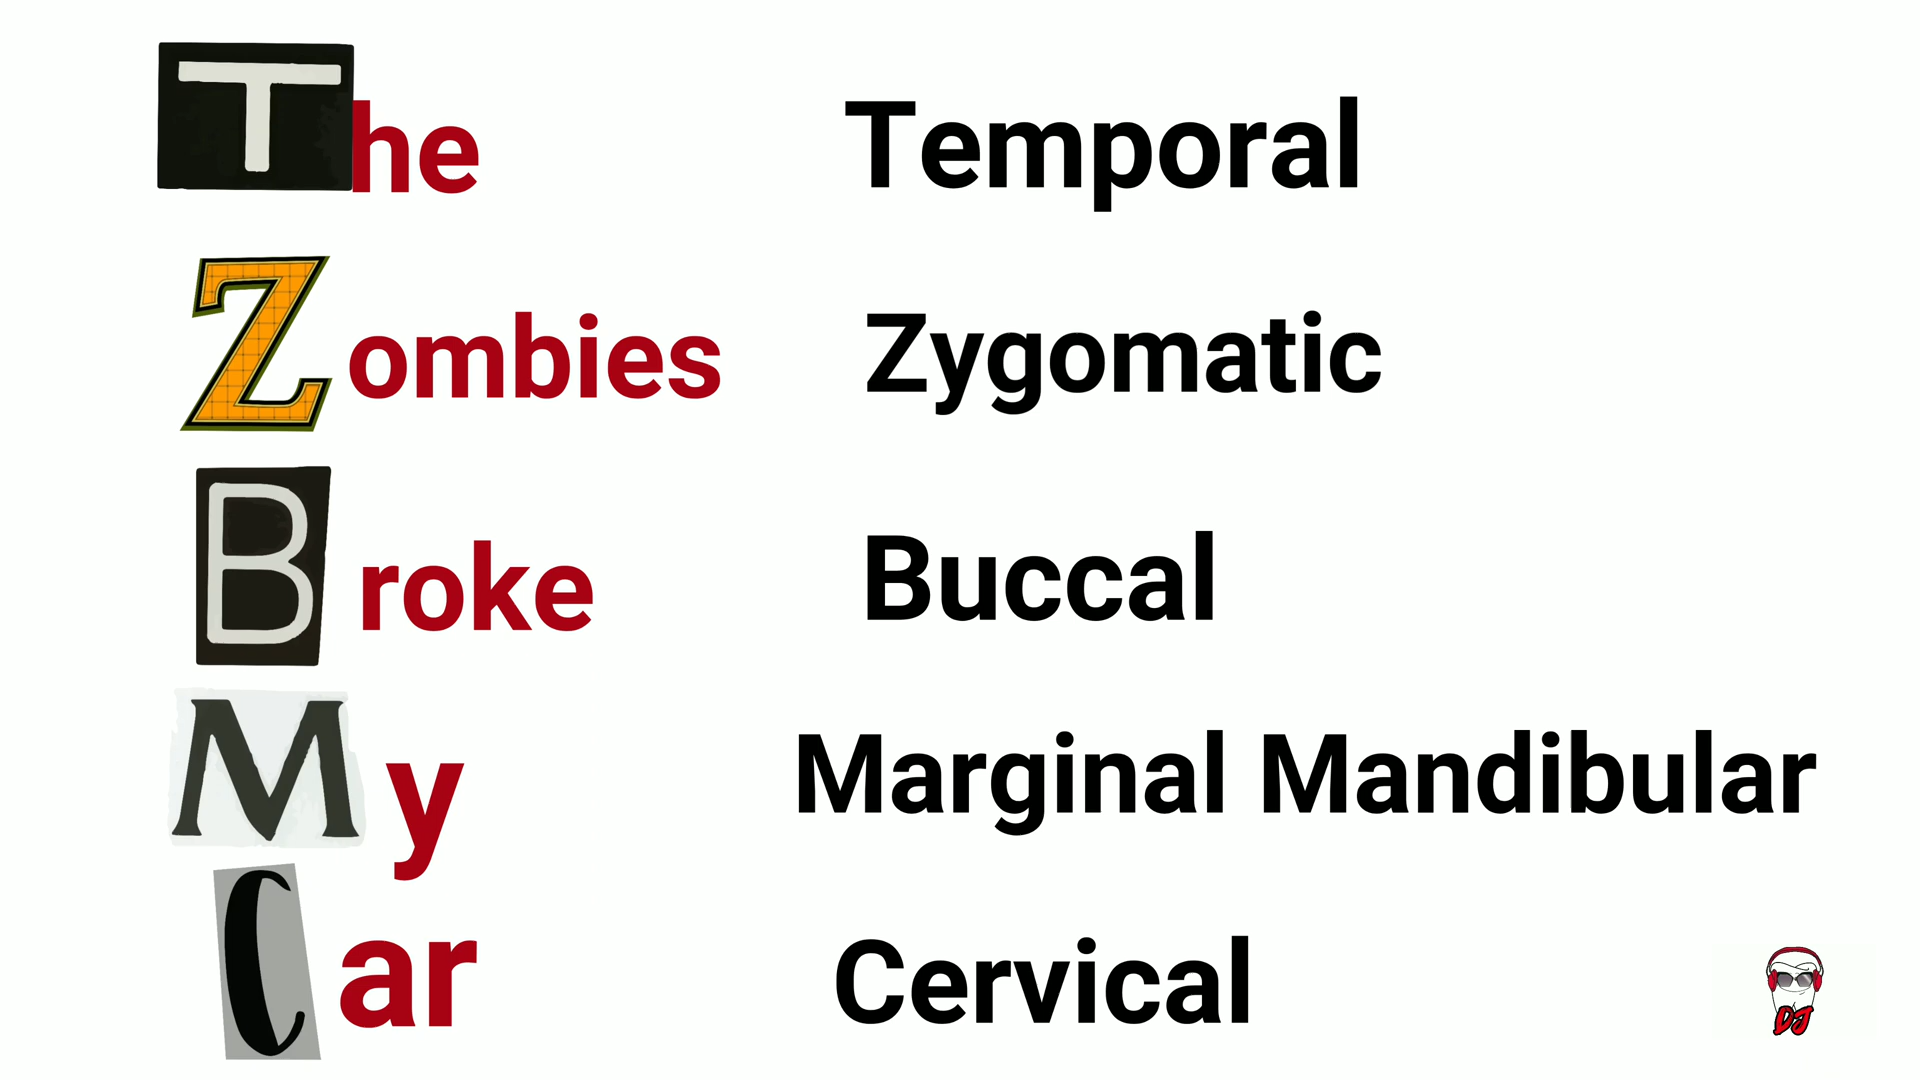 The Temporal
Zombies Zygomatic
Broke Buccal
My Marginal Mandibular
Car Cervical
DJ